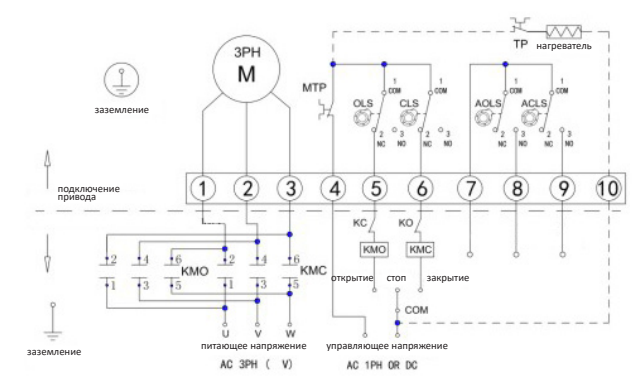 3PH
M
заземление
TP
нагреватель
MTP
OLS
1
COM
2
NC
3
NO
CLS
1
COM
2
NC
3
NO
AOLS
1
COM
2
NC
3
NO
ACLS
1
COM
2
NC
3
NO
подключение
привода
1 2 3 4 5 6 7 8 9 10
KC
KO
KMO
KMC
2 4 6 2 4 6
KMO
KMC
1 3 5 1 3 5
открытие стоп закрытие
COM
U V W
заземление
питающее напряжение
управляющее напряжение
AC 3PH ( V)
AC 1PH OR DC